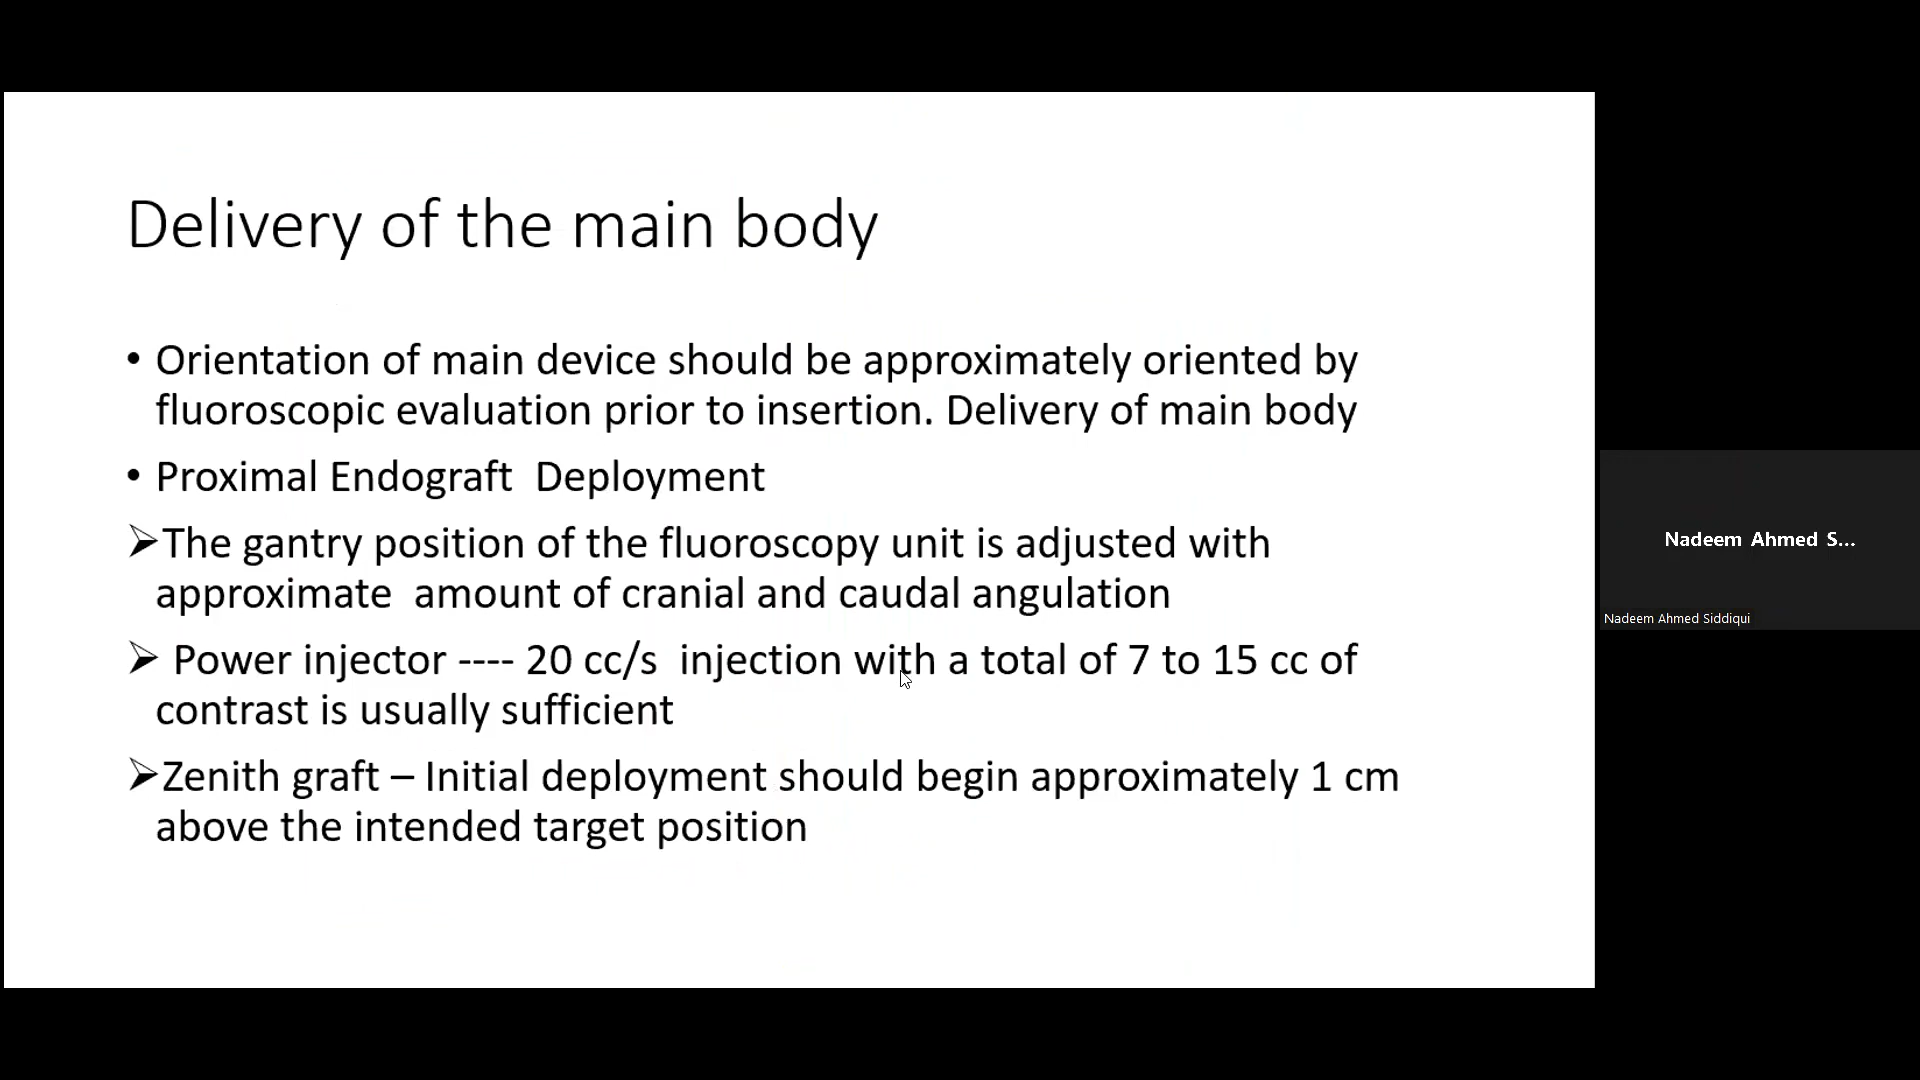 Delivery of the main body
• Orientation of main device should be approximately oriented by
fluoroscopic evaluation prior to insertion. Delivery of main body
• Proximal Endograft  Deployment
➢The gantry position of the fluoroscopy unit is adjusted with
approximate  amount of cranial and caudal angulation
➢ Power injector ---- 20 cc/s  injection with a total of 7 to 15 cc of
contrast is usually sufficient
➢Zenith graft – Initial deployment should begin approximately 1 cm
above the intended target position
Nadeem Ahmed S...
Nadeem Ahmed Siddiqui